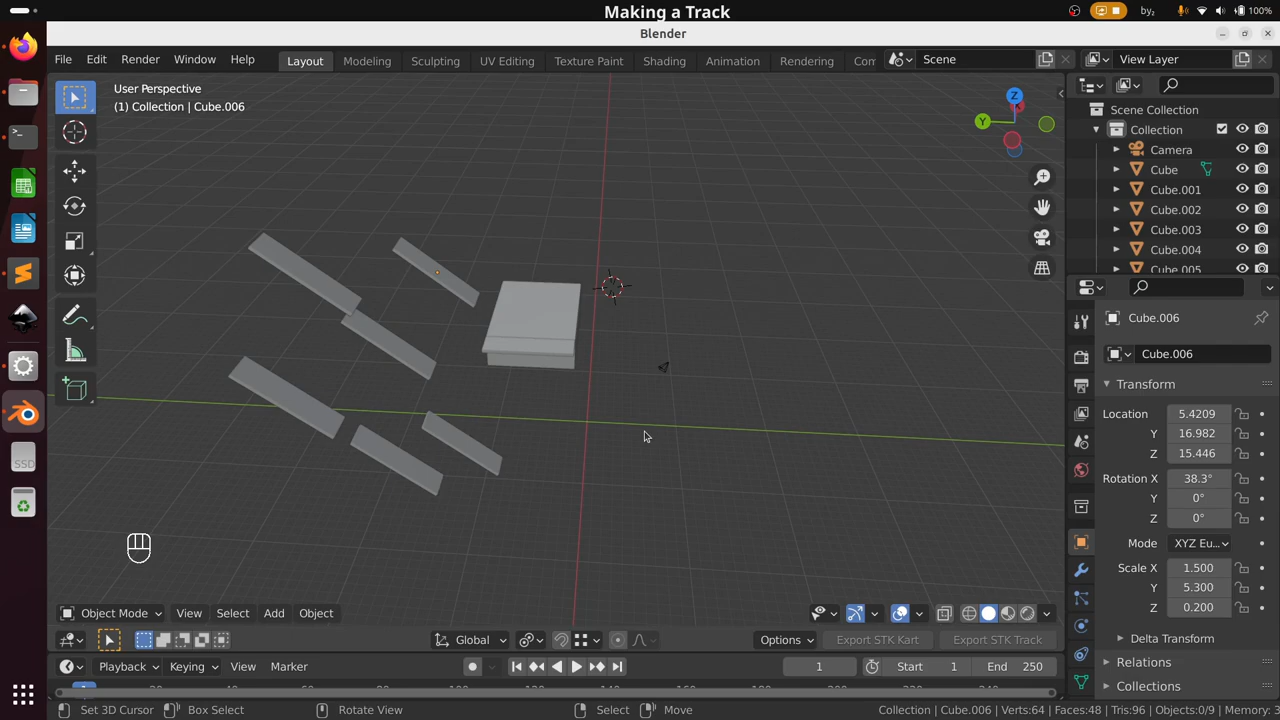 Making a Track
by₂
100%
Blender
File Edit Render Window Help
Layout Modeling Sculpting UV Editing Texture Paint Shading Animation Rendering Com
Scene
View Layer
User Perspective
(1) Collection | Cube.006
Z
Y
Scene Collection
Collection
Camera
Cube
Cube.001
Cube.002
Cube.003
Cube.004
Cube.005
Cube.006
Cube.006
Transform
Location 5.4209
Y 16.982
Z 15.446
Rotation X 38.3°
Y 0°
Z 0°
Mode XYZ Eu...
Scale X 1.500
Y 5.300
Z 0.200
Delta Transform
Relations
Collections
SSD
Object Mode View Select Add Object
Global
Options Export STK Kart Export STK Track
Playback Keying View Marker
1 Start 1 End 250
Set 3D Cursor Box Select Rotate View Select Move
Collection | Cube.006 | Verts:64 | Faces:48 | Tris:96 | Objects:0/9 | Memory: 3